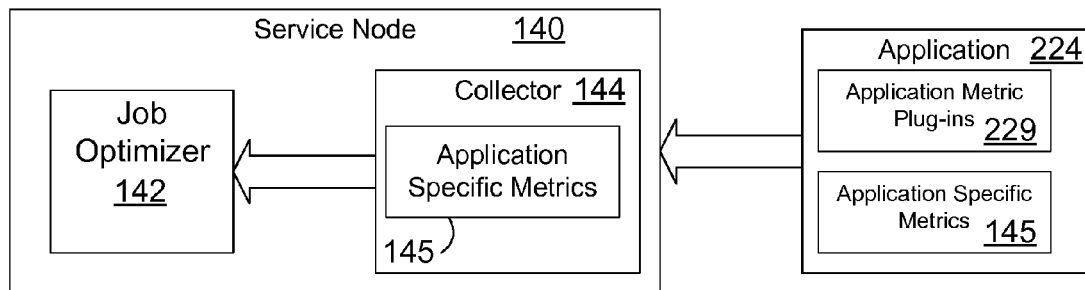 Service Node 140
Job
Optimizer
142
Collector 144
Application
Specific Metrics
145
Application 224
Application Metric
Plug-ins 229
Application Specific
Metrics 145